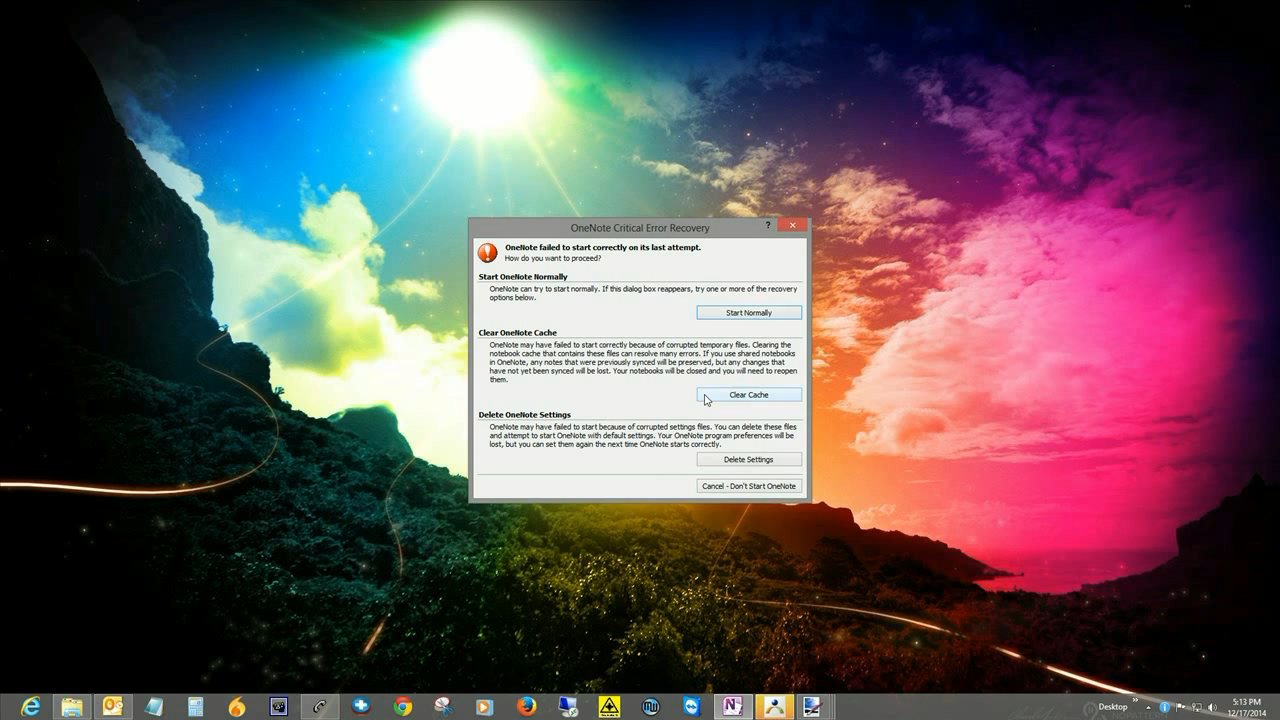 OneNote Critical Error Recovery
?
OneNote failed to start correctly on its last attempt.
How do you want to proceed?
Start OneNote Normally
OneNote can try to start normally. If this dialog box reappears, try one or more of the recovery
options below.
Start Normally
Clear OneNote Cache
OneNote may have failed to start correctly because of corrupted temporary files. Clearing the
notebook cache that contains these files can resolve many errors. If you use shared notebooks
in OneNote, any notes that were previously synced will be preserved, but any changes that
have not yet been synced will be lost. Your notebooks will be closed and you will need to reopen
them.
Clear Cache
Delete OneNote Settings
OneNote may have failed to start because of corrupted settings files. You can delete these files
and attempt to start OneNote with default settings. Your OneNote program preferences will be
lost, but you can set them again the next time OneNote starts correctly.
Delete Settings
Cancel - Don't Start OneNote
Desktop
5:13 PM
12/17/2014